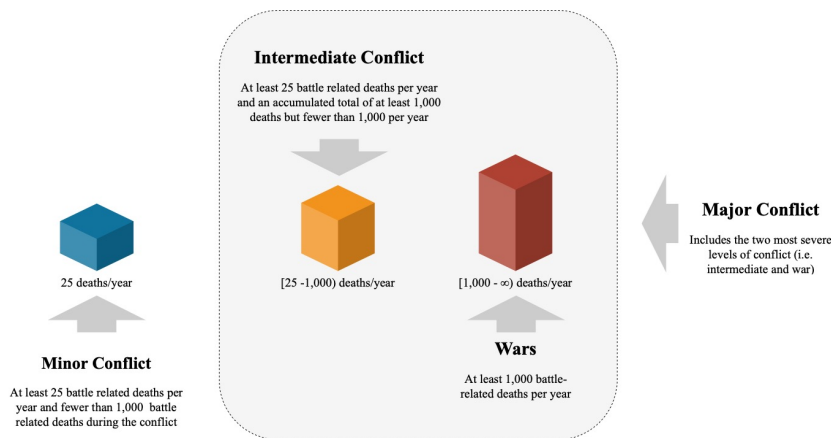 Intermediate Conflict
At least 25 battle related deaths per year
and an accumulated total of at least 1,000
deaths but fewer than 1,000 per year
25 deaths/year
[25 -1,000) deaths/year
[1,000 - ∞) deaths/year
Major Conflict
Includes the two most severe
levels of conflict (i.e.
intermediate and war)
Minor Conflict
At least 25 battle related deaths per
year and fewer than 1,000 battle
related deaths during the conflict
Wars
At least 1,000 battle-
related deaths per year